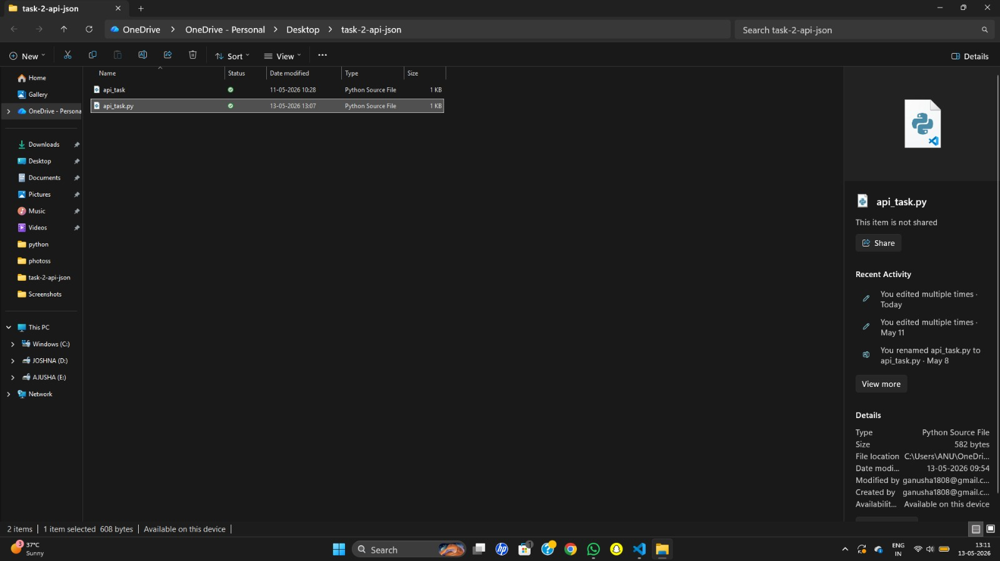 task-2-api-json
OneDrive > OneDrive - Personal > Desktop > task-2-api-json
Search task-2-api-json
New
Sort
View
Details
Name Status Date modified Type Size
api_task 11-05-2026 10:28 Python Source File 1 KB
api_task.py 13-05-2026 13:07 Python Source File 1 KB
Home
Gallery
OneDrive - Persona
Downloads
Desktop
Documents
Pictures
Music
Videos
python
photoss
task-2-api-json
Screenshots
This PC
Windows (C:)
JOSHNA (D:)
AJUSHA (E:)
Network
api_task.py
This item is not shared
Share
Recent Activity
You edited multiple times ·
Today
You edited multiple times ·
May 11
You renamed api_task.py to
api_task.py · May 8
View more
Details
Type Python Source File
Size 582 bytes
File location C:\Users\ANU\OneDri...
Date modi... 13-05-2026 09:54
Modified by ganusha1808@gmail.c...
Created by ganusha1808@gmail.c...
Availabilit... Available on this device
2 items 1 item selected 608 bytes Available on this device
3
37°C
Sunny
Search
hp
1
ENG
IN
13:11
13-05-2026